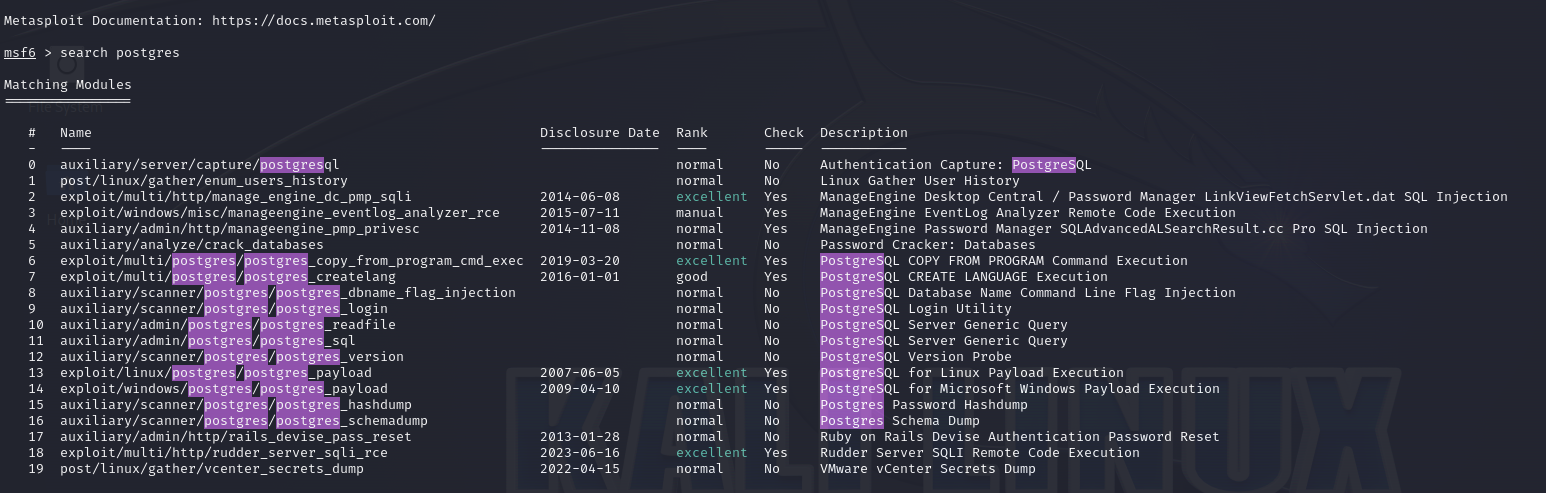 Metasploit Documentation: https://docs.metasploit.com/
msf6 > search postgres
Matching Modules
================
#   Name   Disclosure Date  Rank   Check  Description
-   ----   ---------------  ----   -----  -----------
0   auxiliary/server/capture/postgresql   normal   No   Authentication Capture: PostgreSQL
1   post/linux/gather/enum_users_history   normal   No   Linux Gather User History
2   exploit/multi/http/manage_engine_dc_pmp_sqli   2014-06-08   excellent   Yes   ManageEngine Desktop Central / Password Manager LinkViewFetchServlet.dat SQL Injection
3   exploit/windows/misc/manageengine_eventlog_analyzer_rce   2015-07-11   manual   Yes   ManageEngine EventLog Analyzer Remote Code Execution
4   auxiliary/admin/http/manageengine_pmp_privesc   2014-11-08   normal   Yes   ManageEngine Password Manager SQLAdvancedALSearchResult.cc Pro SQL Injection
5   auxiliary/analyze/crack_databases   normal   No   Password Cracker: Databases
6   exploit/multi/postgres/postgres_copy_from_program_cmd_exec   2019-03-20   excellent   Yes   PostgreSQL COPY FROM PROGRAM Command Execution
7   exploit/multi/postgres/postgres_createlang   2016-01-01   good   Yes   PostgreSQL CREATE LANGUAGE Execution
8   auxiliary/scanner/postgres/postgres_dbname_flag_injection   normal   No   PostgreSQL Database Name Command Line Flag Injection
9   auxiliary/scanner/postgres/postgres_login   normal   No   PostgreSQL Login Utility
10  auxiliary/admin/postgres/postgres_readfile   normal   No   PostgreSQL Server Generic Query
11  auxiliary/admin/postgres/postgres_sql   normal   No   PostgreSQL Server Generic Query
12  auxiliary/scanner/postgres/postgres_version   normal   No   PostgreSQL Version Probe
13  exploit/linux/postgres/postgres_payload   2007-06-05   excellent   Yes   PostgreSQL for Linux Payload Execution
14  exploit/windows/postgres/postgres_payload   2009-04-10   excellent   Yes   PostgreSQL for Microsoft Windows Payload Execution
15  auxiliary/scanner/postgres/postgres_hashdump   normal   No   Postgres Password Hashdump
16  auxiliary/scanner/postgres/postgres_schemadump   normal   No   Postgres Schema Dump
17  auxiliary/admin/http/rails_devise_pass_reset   2013-01-28   normal   No   Ruby on Rails Devise Authentication Password Reset
18  exploit/multi/http/rudder_server_sqli_rce   2023-06-16   excellent   Yes   Rudder Server SQLI Remote Code Execution
19  post/linux/gather/vcenter_secrets_dump   2022-04-15   normal   No   VMware vCenter Secrets Dump
KALI LINUX
File System